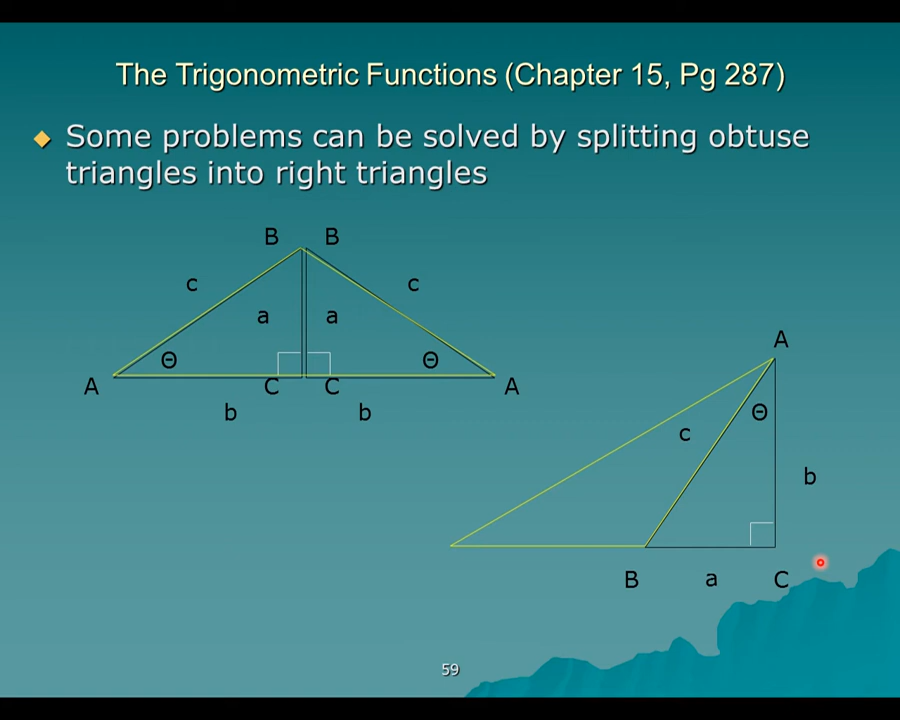 The Trigonometric Functions (Chapter 15, Pg 287)
Some problems can be solved by splitting obtuse
triangles into right triangles
B B
c c
a a
Θ Θ
A C C A
b b
A
Θ
c
b
B a C
59